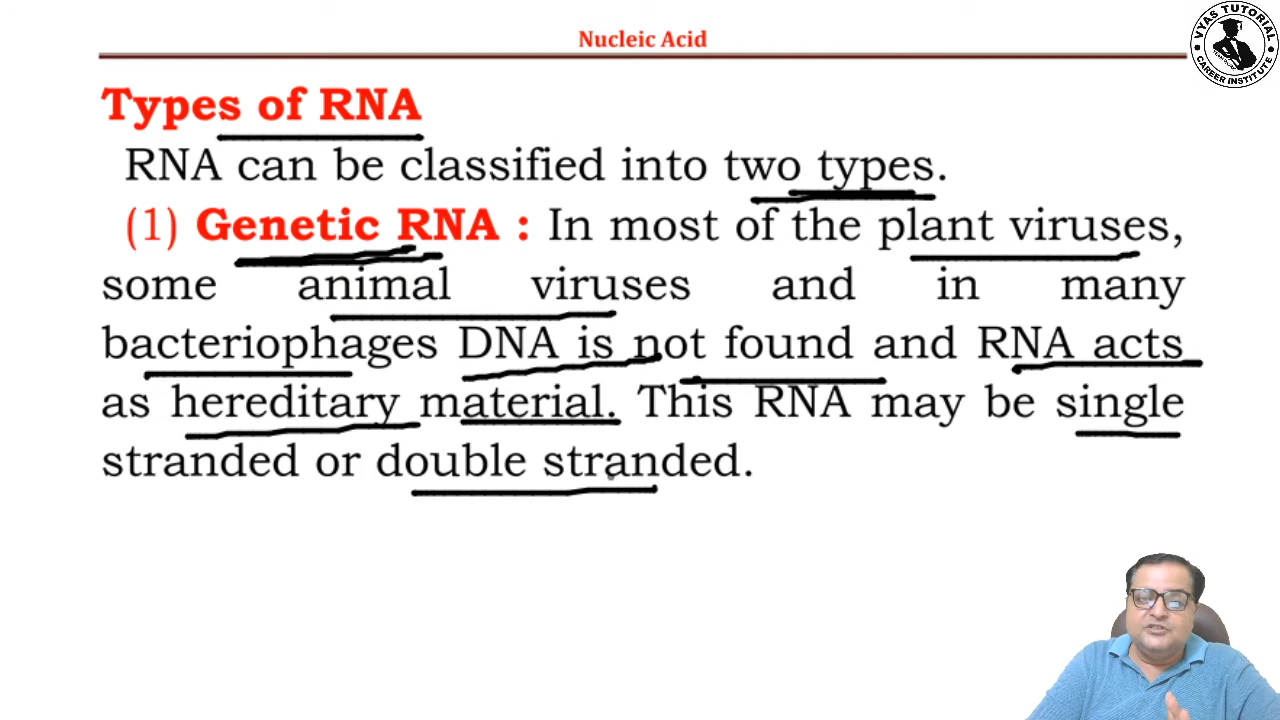 Nucleic Acid
VYAS TUTORIAL
CAREER INSTITUTE
Types of RNA
RNA can be classified into two types.
(1) Genetic RNA : In most of the plant viruses,
some animal viruses and in many
bacteriophages DNA is not found and RNA acts
as hereditary material. This RNA may be single
stranded or double stranded.